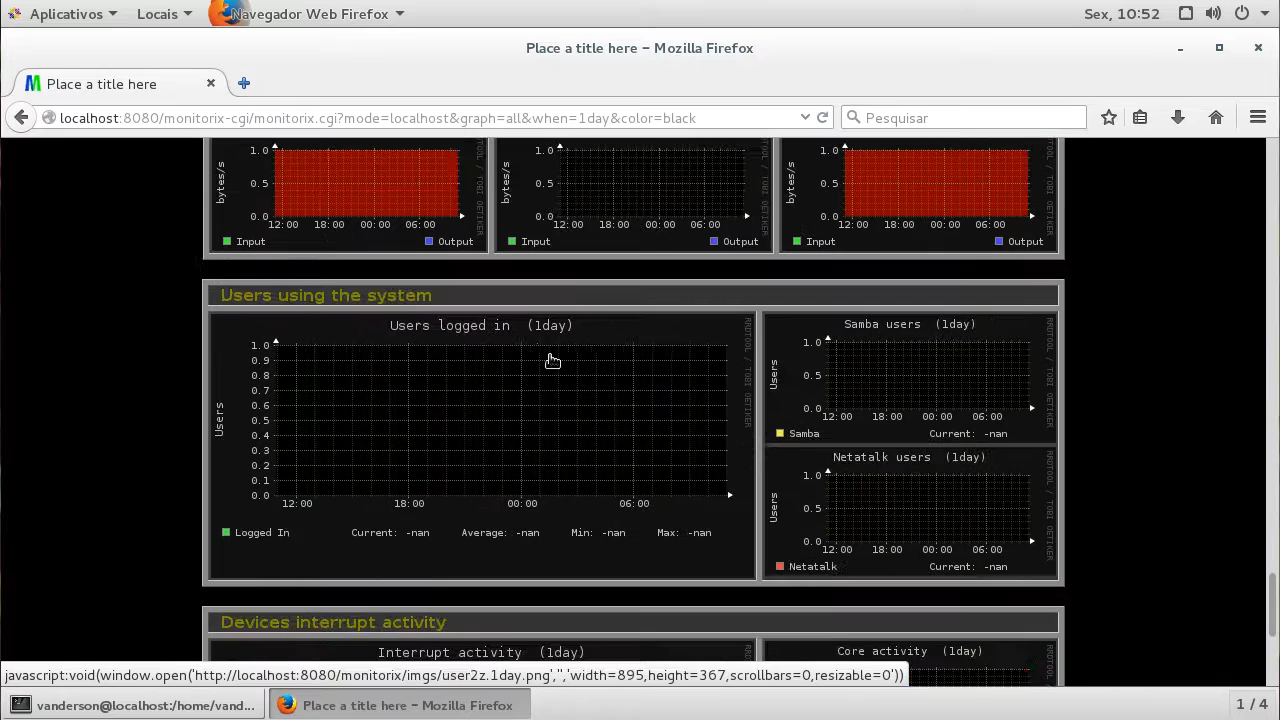 Aplicativos Locais Navegador Web Firefox Sex, 10:52
Place a title here – Mozilla Firefox
Place a title here
localhost:8080/monitorix-cgi/monitorix.cgi?mode=localhost&graph=all&when=1day&color=black Pesquisar
1.0 1.0 1.0
bytes/s bytes/s bytes/s
0.5 0.5 0.5
0.0 0.0 0.0
12:00 18:00 00:00 06:00 12:00 18:00 00:00 06:00 12:00 18:00 00:00 06:00
Input Output Input Output Input Output
Users using the system
Users logged in (1day)
RRDTOOL / TOBI OETIKER
1.0
0.9
0.8
0.7
0.6
0.5
0.4
0.3
0.2
0.1
0.0
Users
12:00 18:00 00:00 06:00
Logged In Current: -nan Average: -nan Min: -nan Max: -nan
Samba users (1day)
RRDTOOL / TOBI OETIKER
1.0
0.5
0.0
Users
12:00 18:00 00:00 06:00
Samba Current: -nan
Netatalk users (1day)
RRDTOOL / TOBI OETIKER
1.0
0.5
0.0
Users
12:00 18:00 00:00 06:00
Netatalk Current: -nan
Devices interrupt activity
Interrupt activity (1day)
Core activity (1day)
javascript:void(window.open('http://localhost:8080/monitorix/imgs/user2z.1day.png','','width=895,height=367,scrollbars=0,resizable=0'))
vanderson@localhost:/home/vand... Place a title here – Mozilla Firefox 1 / 4